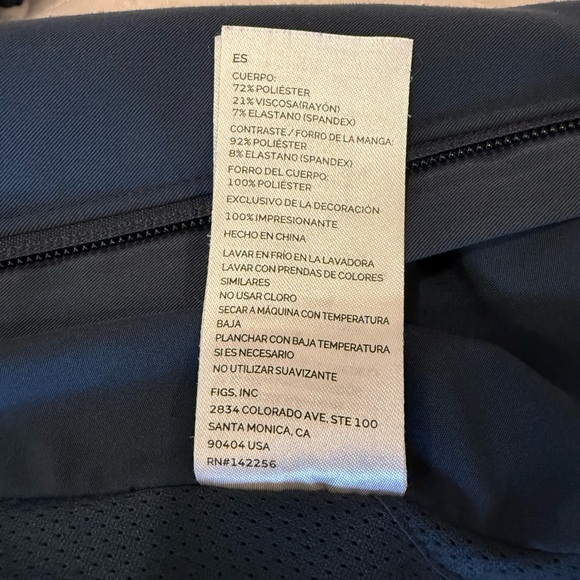 ES
CUERPO:
72% POLIÉSTER
21% VISCOSA(RAYÓN)
7% ELASTANO (SPANDEX)
CONTRASTE / FORRO DE LA MANGA:
92% POLIÉSTER
8% ELASTANO (SPANDEX)
FORRO DEL CUERPO:
100% POLIÉSTER
EXCLUSIVO DE LA DECORACIÓN
100% IMPRESIONANTE
HECHO EN CHINA
LAVAR EN FRÍO EN LA LAVADORA
LAVAR CON PRENDAS DE COLORES
SIMILARES
NO USAR CLORO
SECAR A MÁQUINA CON TEMPERATURA
BAJA
PLANCHAR CON BAJA TEMPERATURA
SI ES NECESARIO
NO UTILIZAR SUAVIZANTE
FIGS, INC
2834 COLORADO AVE, STE 100
SANTA MONICA, CA
90404 USA
RN#142256